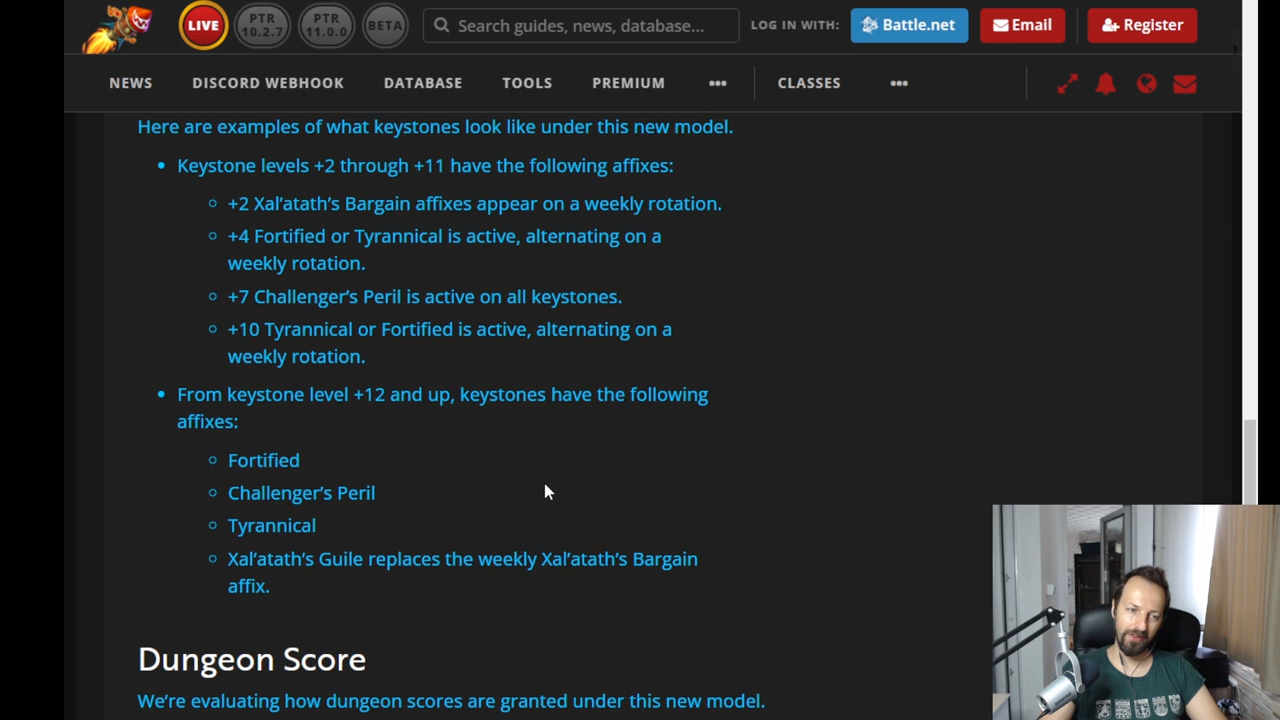 LIVE
PTR
10.2.7
PTR
11.0.0
BETA
Search guides, news, database...
LOG IN WITH:
Battle.net
Email
Register
NEWS
DISCORD WEBHOOK
DATABASE
TOOLS
PREMIUM
•••
CLASSES
•••
Here are examples of what keystones look like under this new model.
• Keystone levels +2 through +11 have the following affixes:
◦ +2 Xal’atath’s Bargain affixes appear on a weekly rotation.
◦ +4 Fortified or Tyrannical is active, alternating on a
weekly rotation.
◦ +7 Challenger’s Peril is active on all keystones.
◦ +10 Tyrannical or Fortified is active, alternating on a
weekly rotation.
• From keystone level +12 and up, keystones have the following
affixes:
◦ Fortified
◦ Challenger’s Peril
◦ Tyrannical
◦ Xal’atath’s Guile replaces the weekly Xal’atath’s Bargain
affix.
Dungeon Score
We’re evaluating how dungeon scores are granted under this new model.